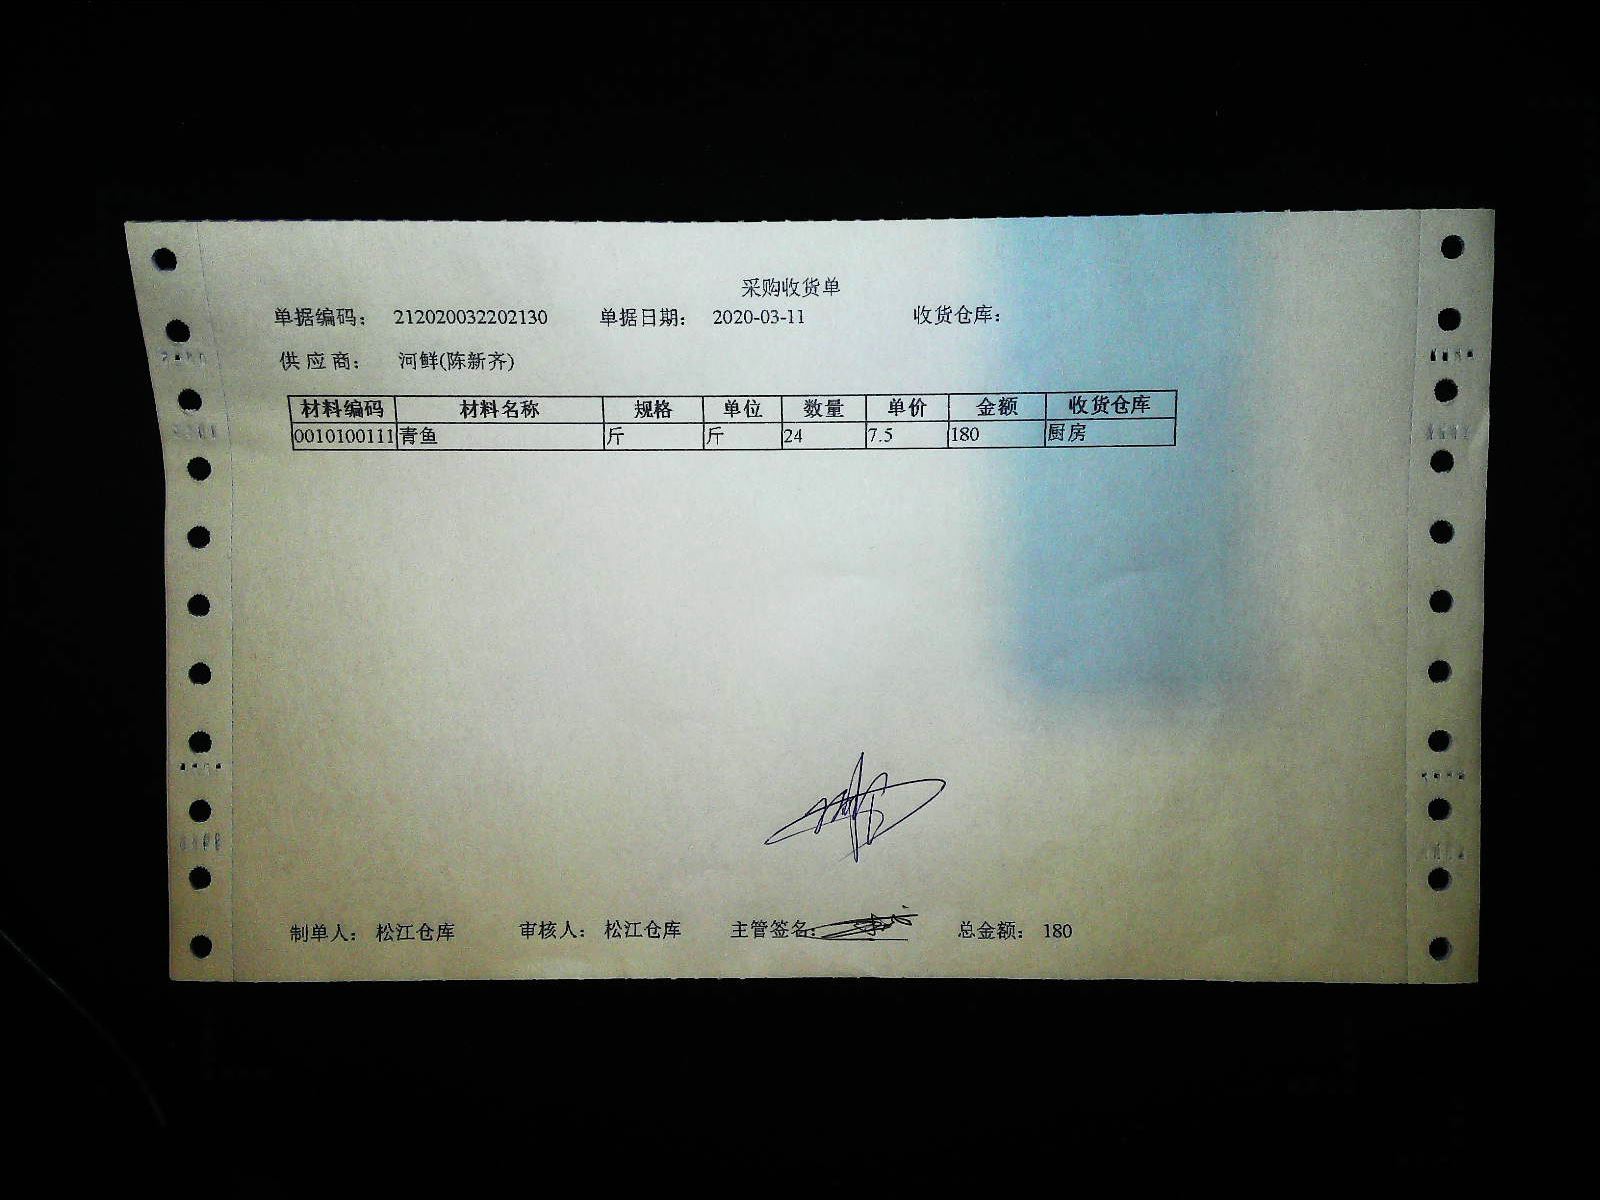 采购收货单
单据编码： 212020032202130 单据日期： 2020-03-11 收货仓库：
供 应 商： 河鲜(陈新齐)
材料编码 材料名称 规格 单位 数量 单价 金额 收货仓库
0010100111 青鱼 斤 斤 24 7.5 180 厨房
制单人： 松江仓库 审核人： 松江仓库 主管签名： 总金额： 180